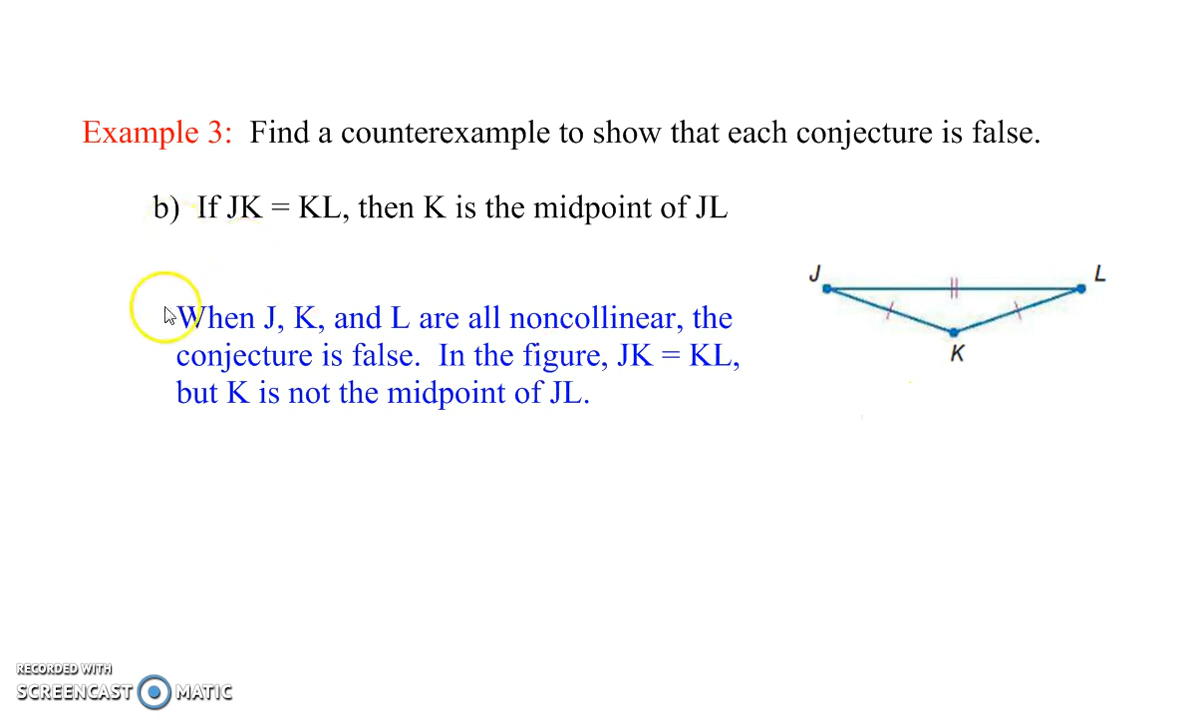 Example 3: Find a counterexample to show that each conjecture is false.
b) If JK = KL, then K is the midpoint of JL
J
L
When J, K, and L are all noncollinear, the
conjecture is false. In the figure, JK = KL,
K
but K is not the midpoint of JL.
RECORDED WITH
SCREENCAST MATIC